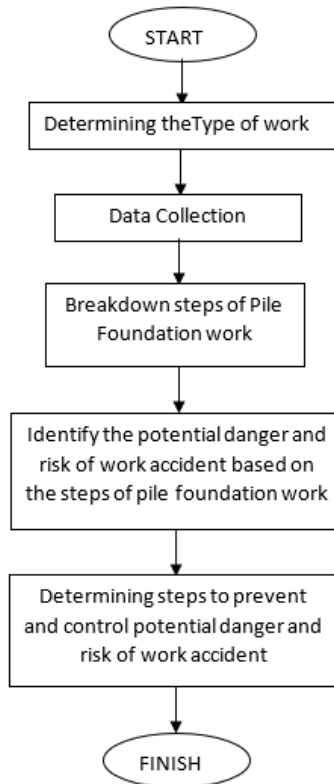 START
Determining theType of work
Data Collection
Breakdown steps of Pile
Foundation work
Identify the potential danger and
risk of work accident based on
the steps of pile foundation work
Determining steps to prevent
and control potential danger and
risk of work accident
FINISH